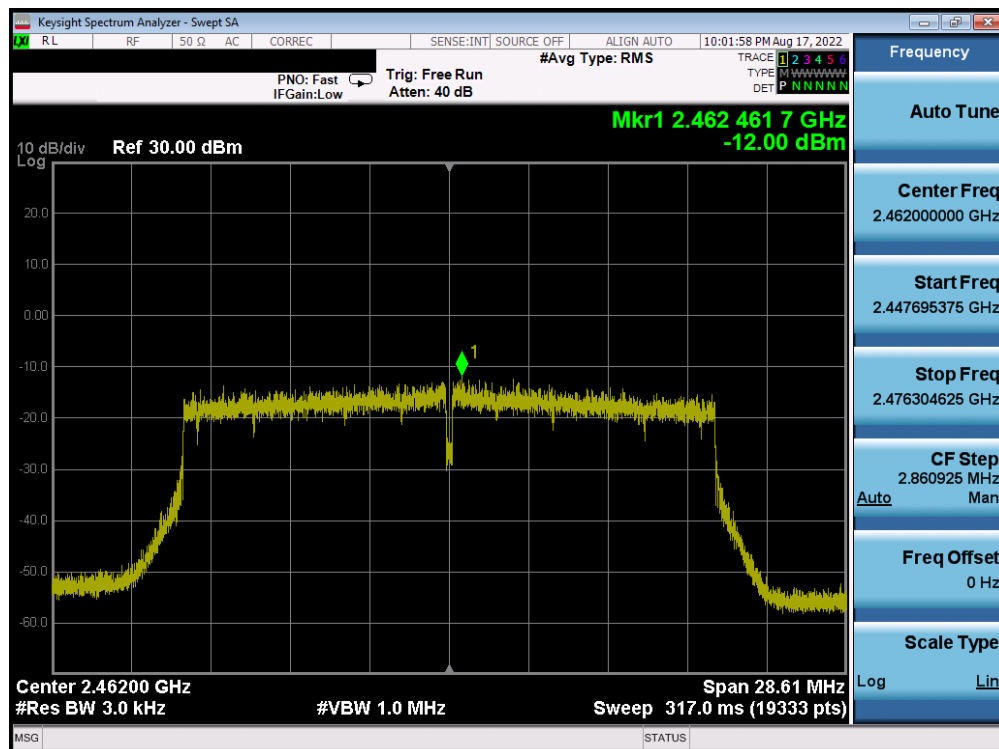 Keysight Spectrum Analyzer - Swept SA
LXI RL RF 50 Ω AC CORREC SENSE:INT SOURCE OFF ALIGN AUTO 10:01:58 PM Aug 17, 2022
#Avg Type: RMS
TRACE 1 2 3 4 5 6
PNO: Fast Trig: Free Run
TYPE M WWWWW
IFGain:Low Atten: 40 dB
DET P N N N N N
Mkr1 2.462 461 7 GHz
-12.00 dBm
10 dB/div Ref 30.00 dBm
Log
20.0
10.0
0.00
-10.0
1
-20.0
-30.0
-40.0
-50.0
-60.0
Center 2.46200 GHz Span 28.61 MHz
#Res BW 3.0 kHz #VBW 1.0 MHz Sweep 317.0 ms (19333 pts)
MSG STATUS
Frequency
Auto Tune
Center Freq
2.462000000 GHz
Start Freq
2.447695375 GHz
Stop Freq
2.476304625 GHz
CF Step
2.860925 MHz
Auto Man
Freq Offset
0 Hz
Scale Type
Log Lin